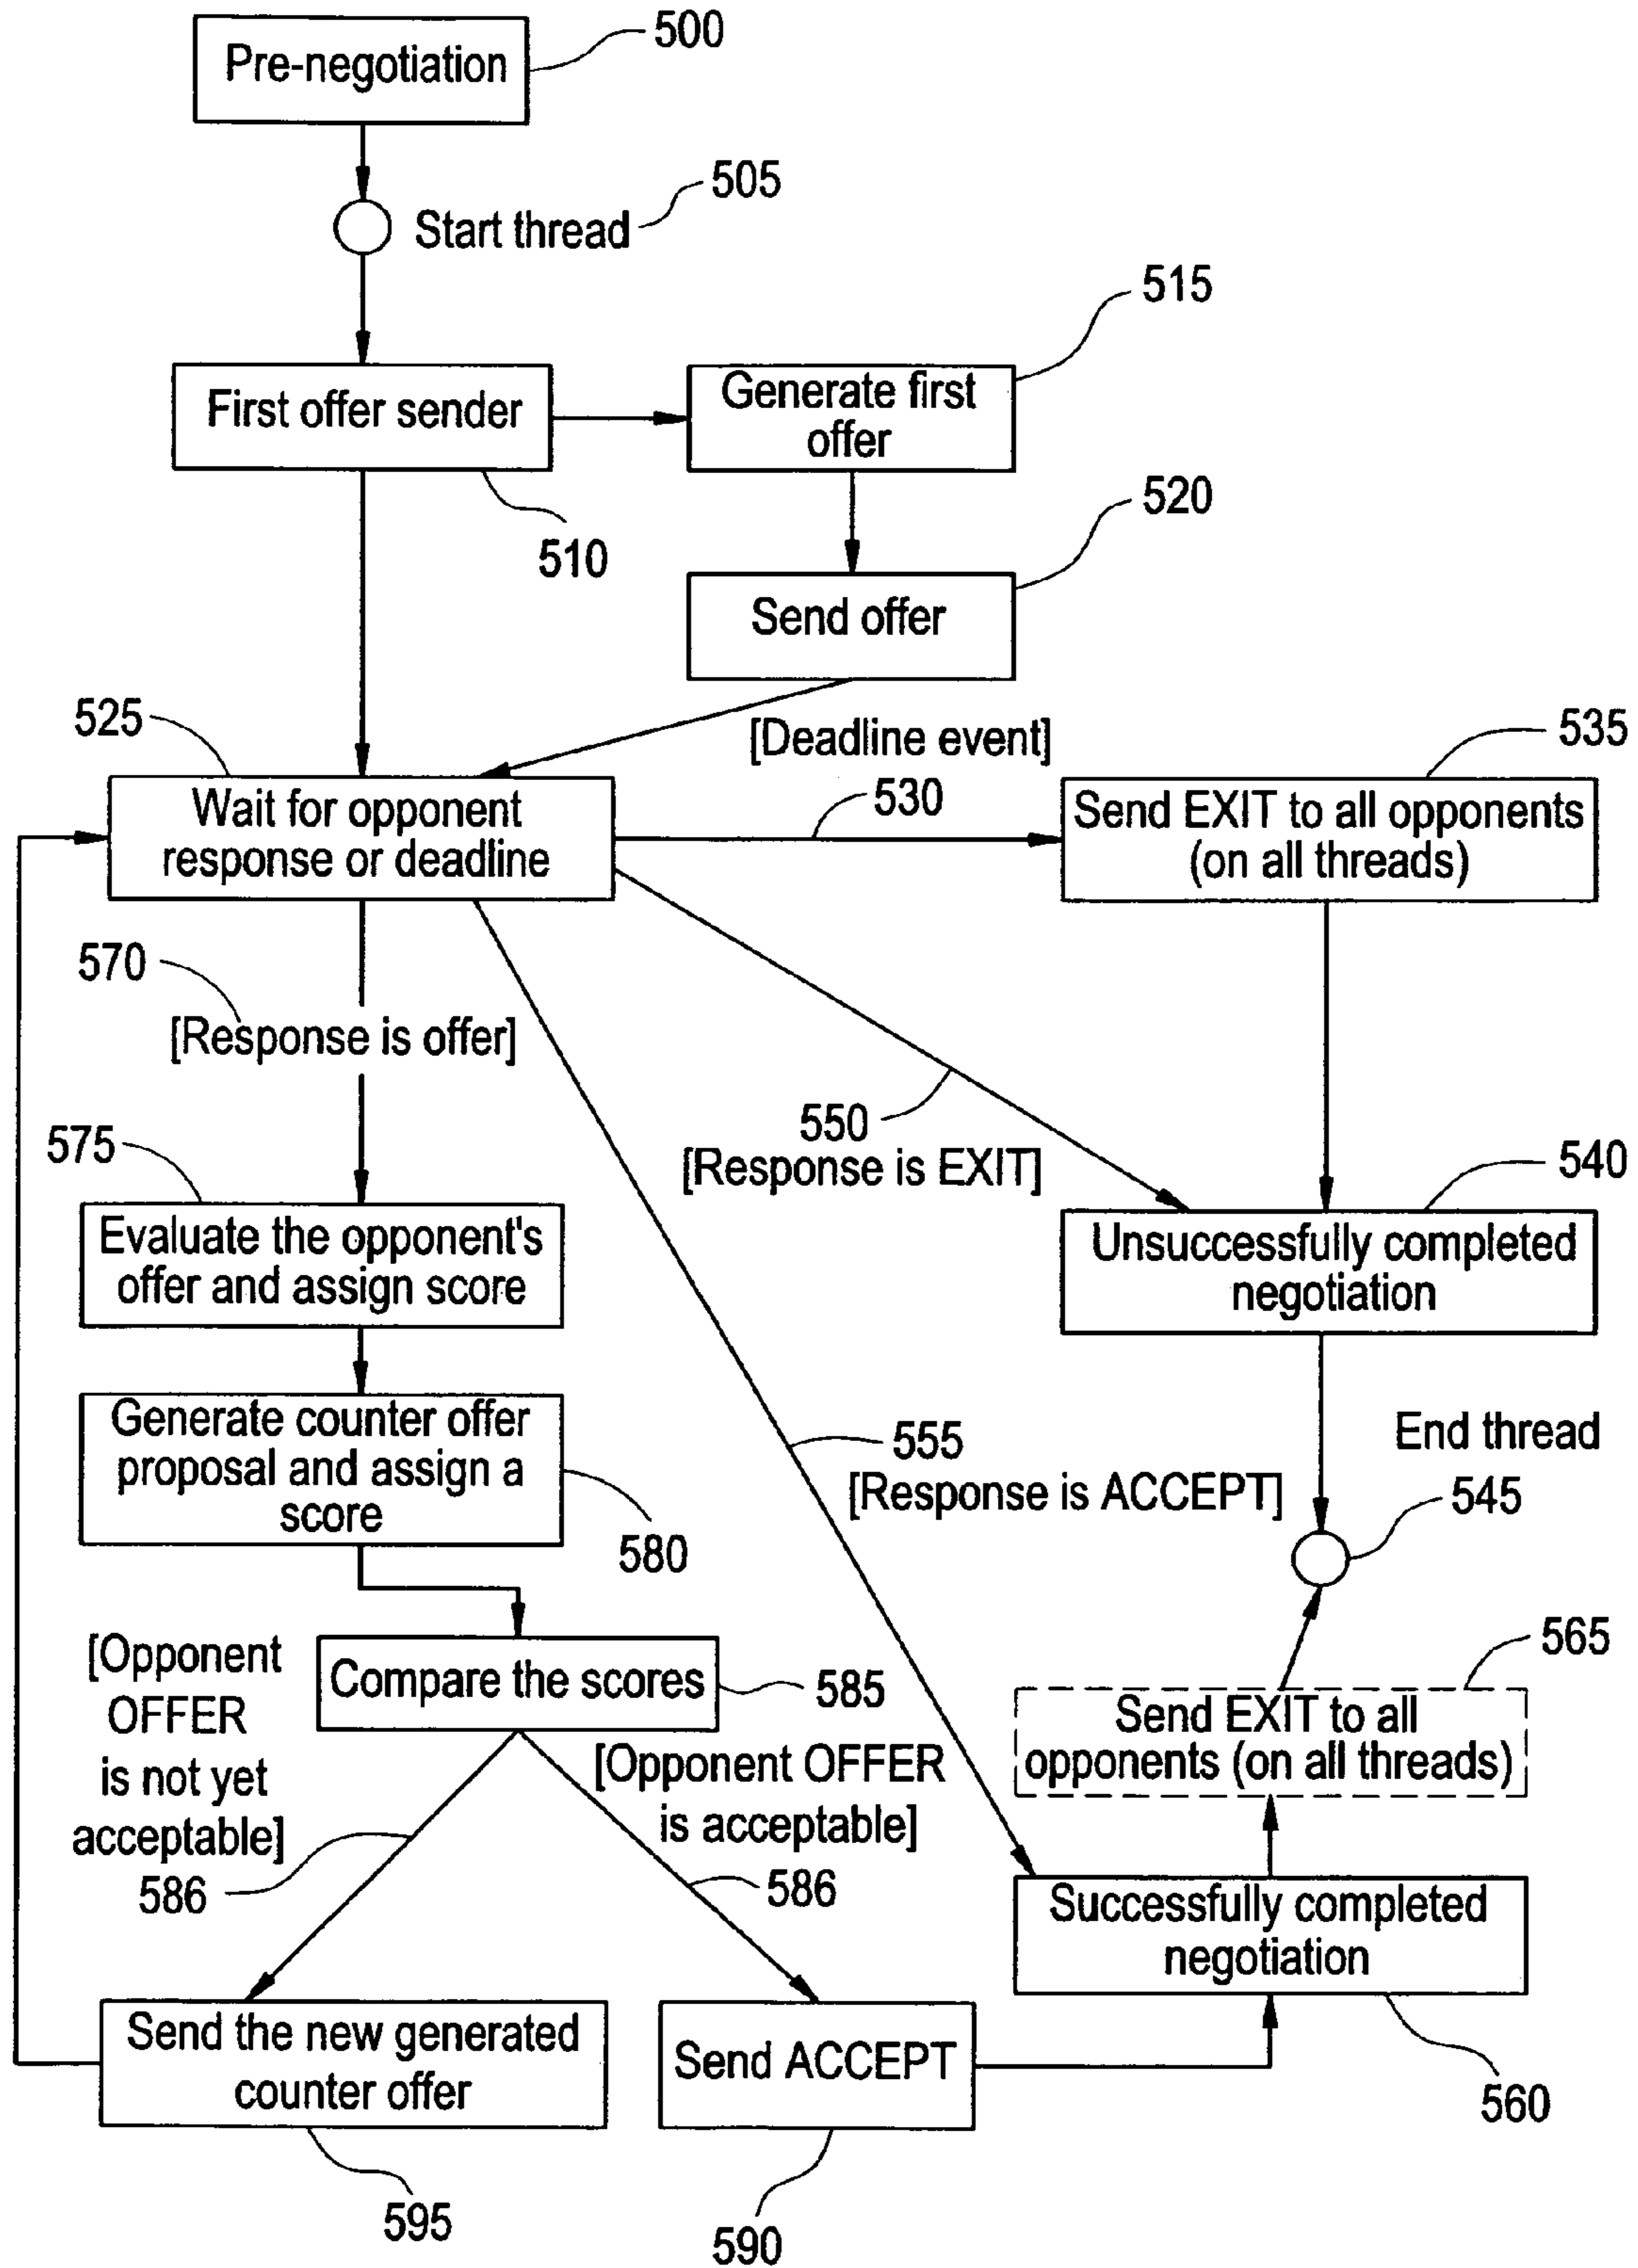 500
Pre-negotiation
505
Start thread
515
Generate first
offer
First offer sender
510
520
Send offer
525
[Deadline event]
530
535
Wait for opponent
response or deadline
Send EXIT to all opponents
(on all threads)
570
[Response is offer]
550
[Response is EXIT]
575
540
Evaluate the opponent's
offer and assign score
Unsuccessfully completed
negotiation
Generate counter offer
proposal and assign a
score
580
555
[Response is ACCEPT]
End thread
545
[Opponent
OFFER
is not yet
acceptable]
586
Compare the scores
585
[Opponent OFFER
is acceptable]
586
565
Send EXIT to all
opponents (on all threads)
Successfully completed
negotiation
560
Send the new generated
counter offer
595
Send ACCEPT
590